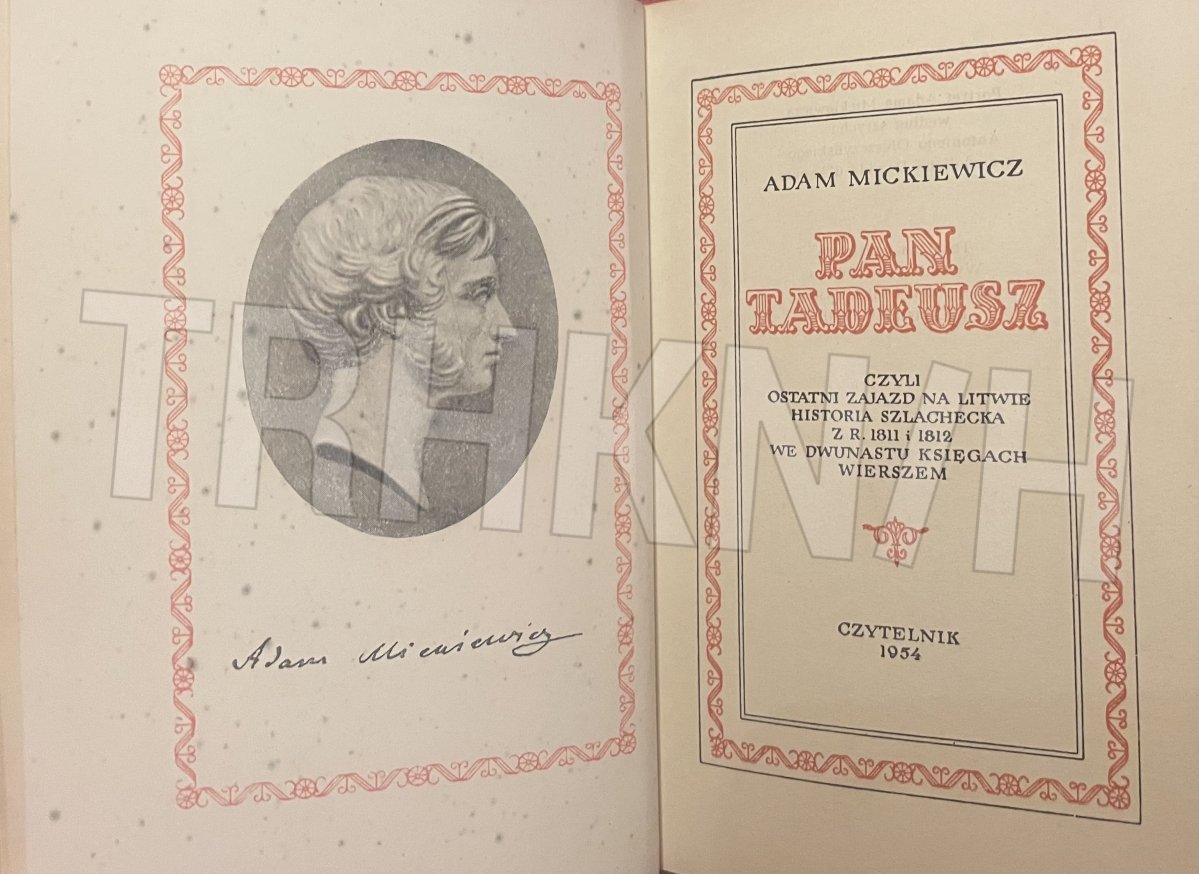 Adam Mickiewicz
ADAM MICKIEWICZ
PAN
TADEUSZ
CZYLI
OSTATNI ZAJAZD NA LITWIE
HISTORIA SZLACHECKA
Z R. 1811 i 1812
WE DWUNASTU KSIĘGACH
WIERSZEM
CZYTELNIK
1954
TRHKN/H